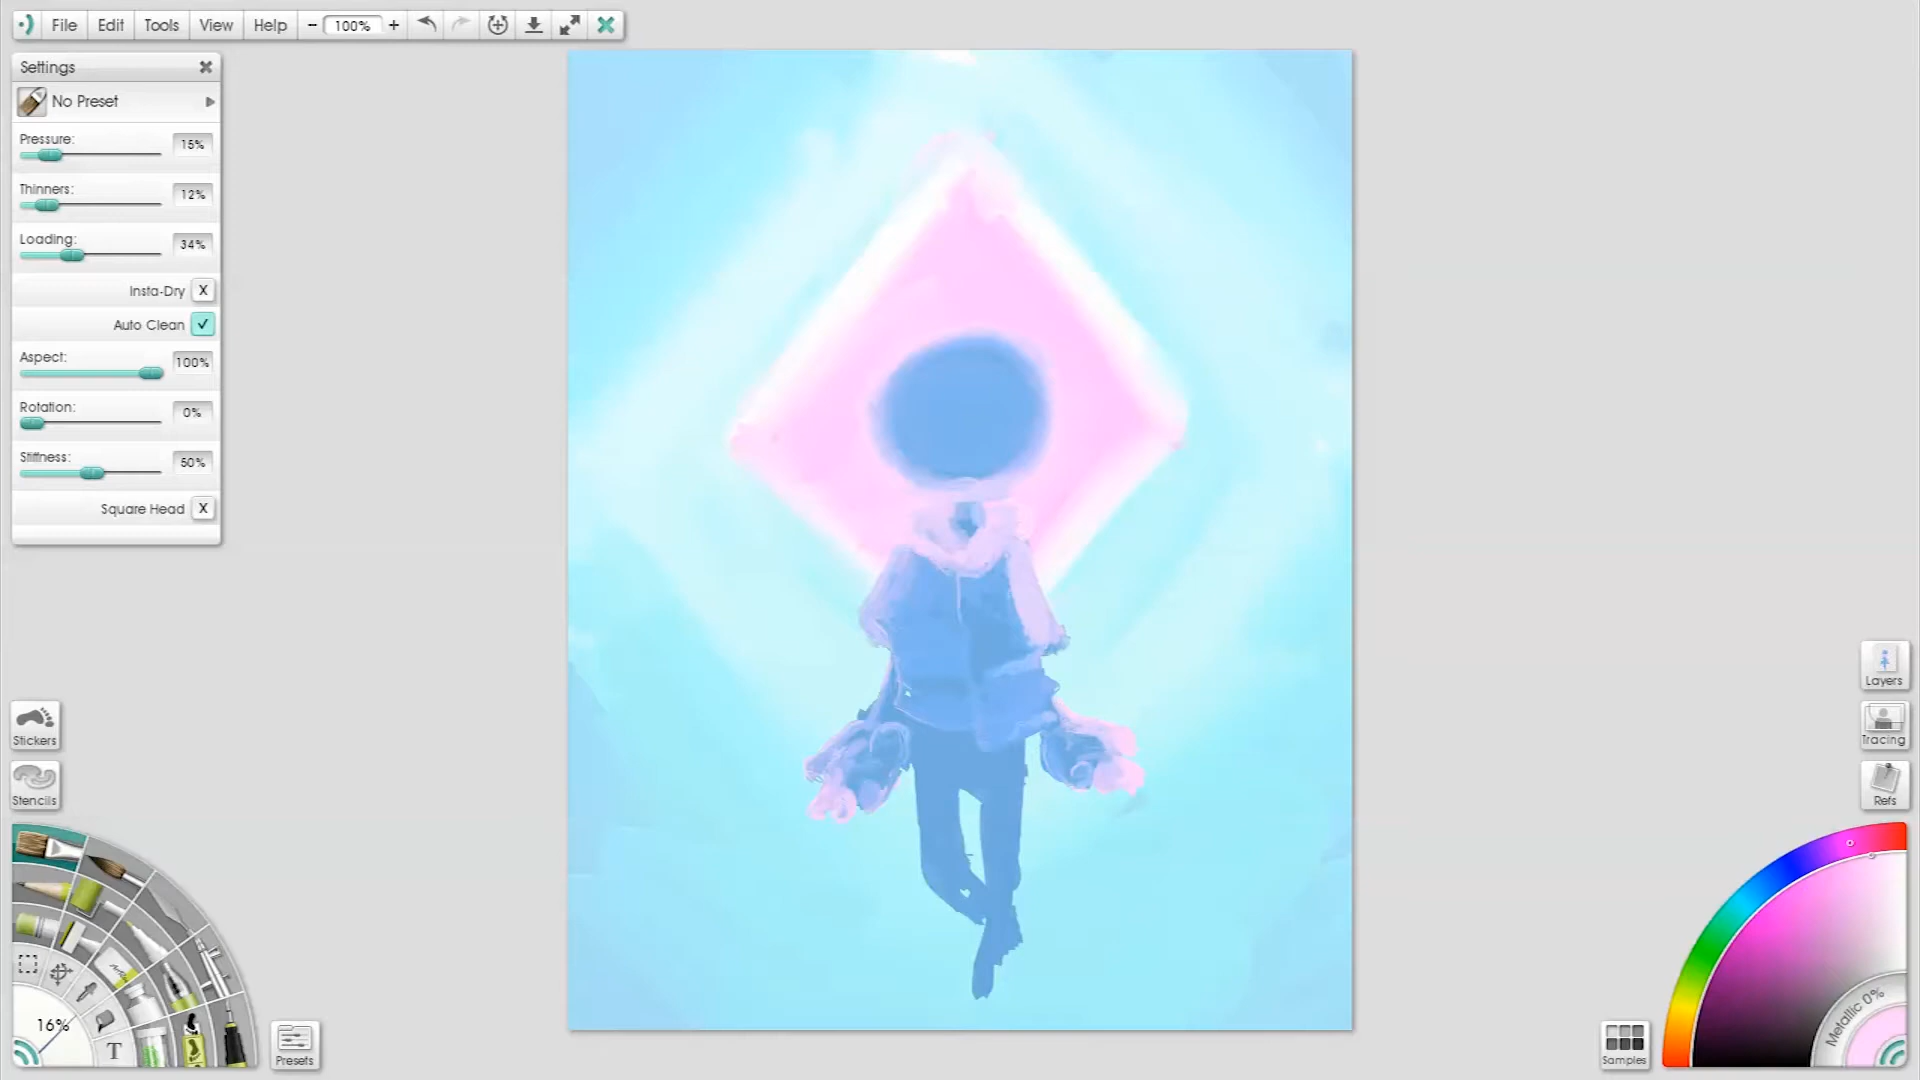 File Edit Tools View Help − 100% +
Settings
No Preset
Pressure: 15%
Thinners: 12%
Loading: 34%
Insta-Dry X
Auto Clean
Aspect: 100%
Rotation: 0%
Stiffness: 50%
Square Head X
Layers
Stickers
Tracing
Stencils
Refs
16%
T
Presets
Metallic 0%
Samples